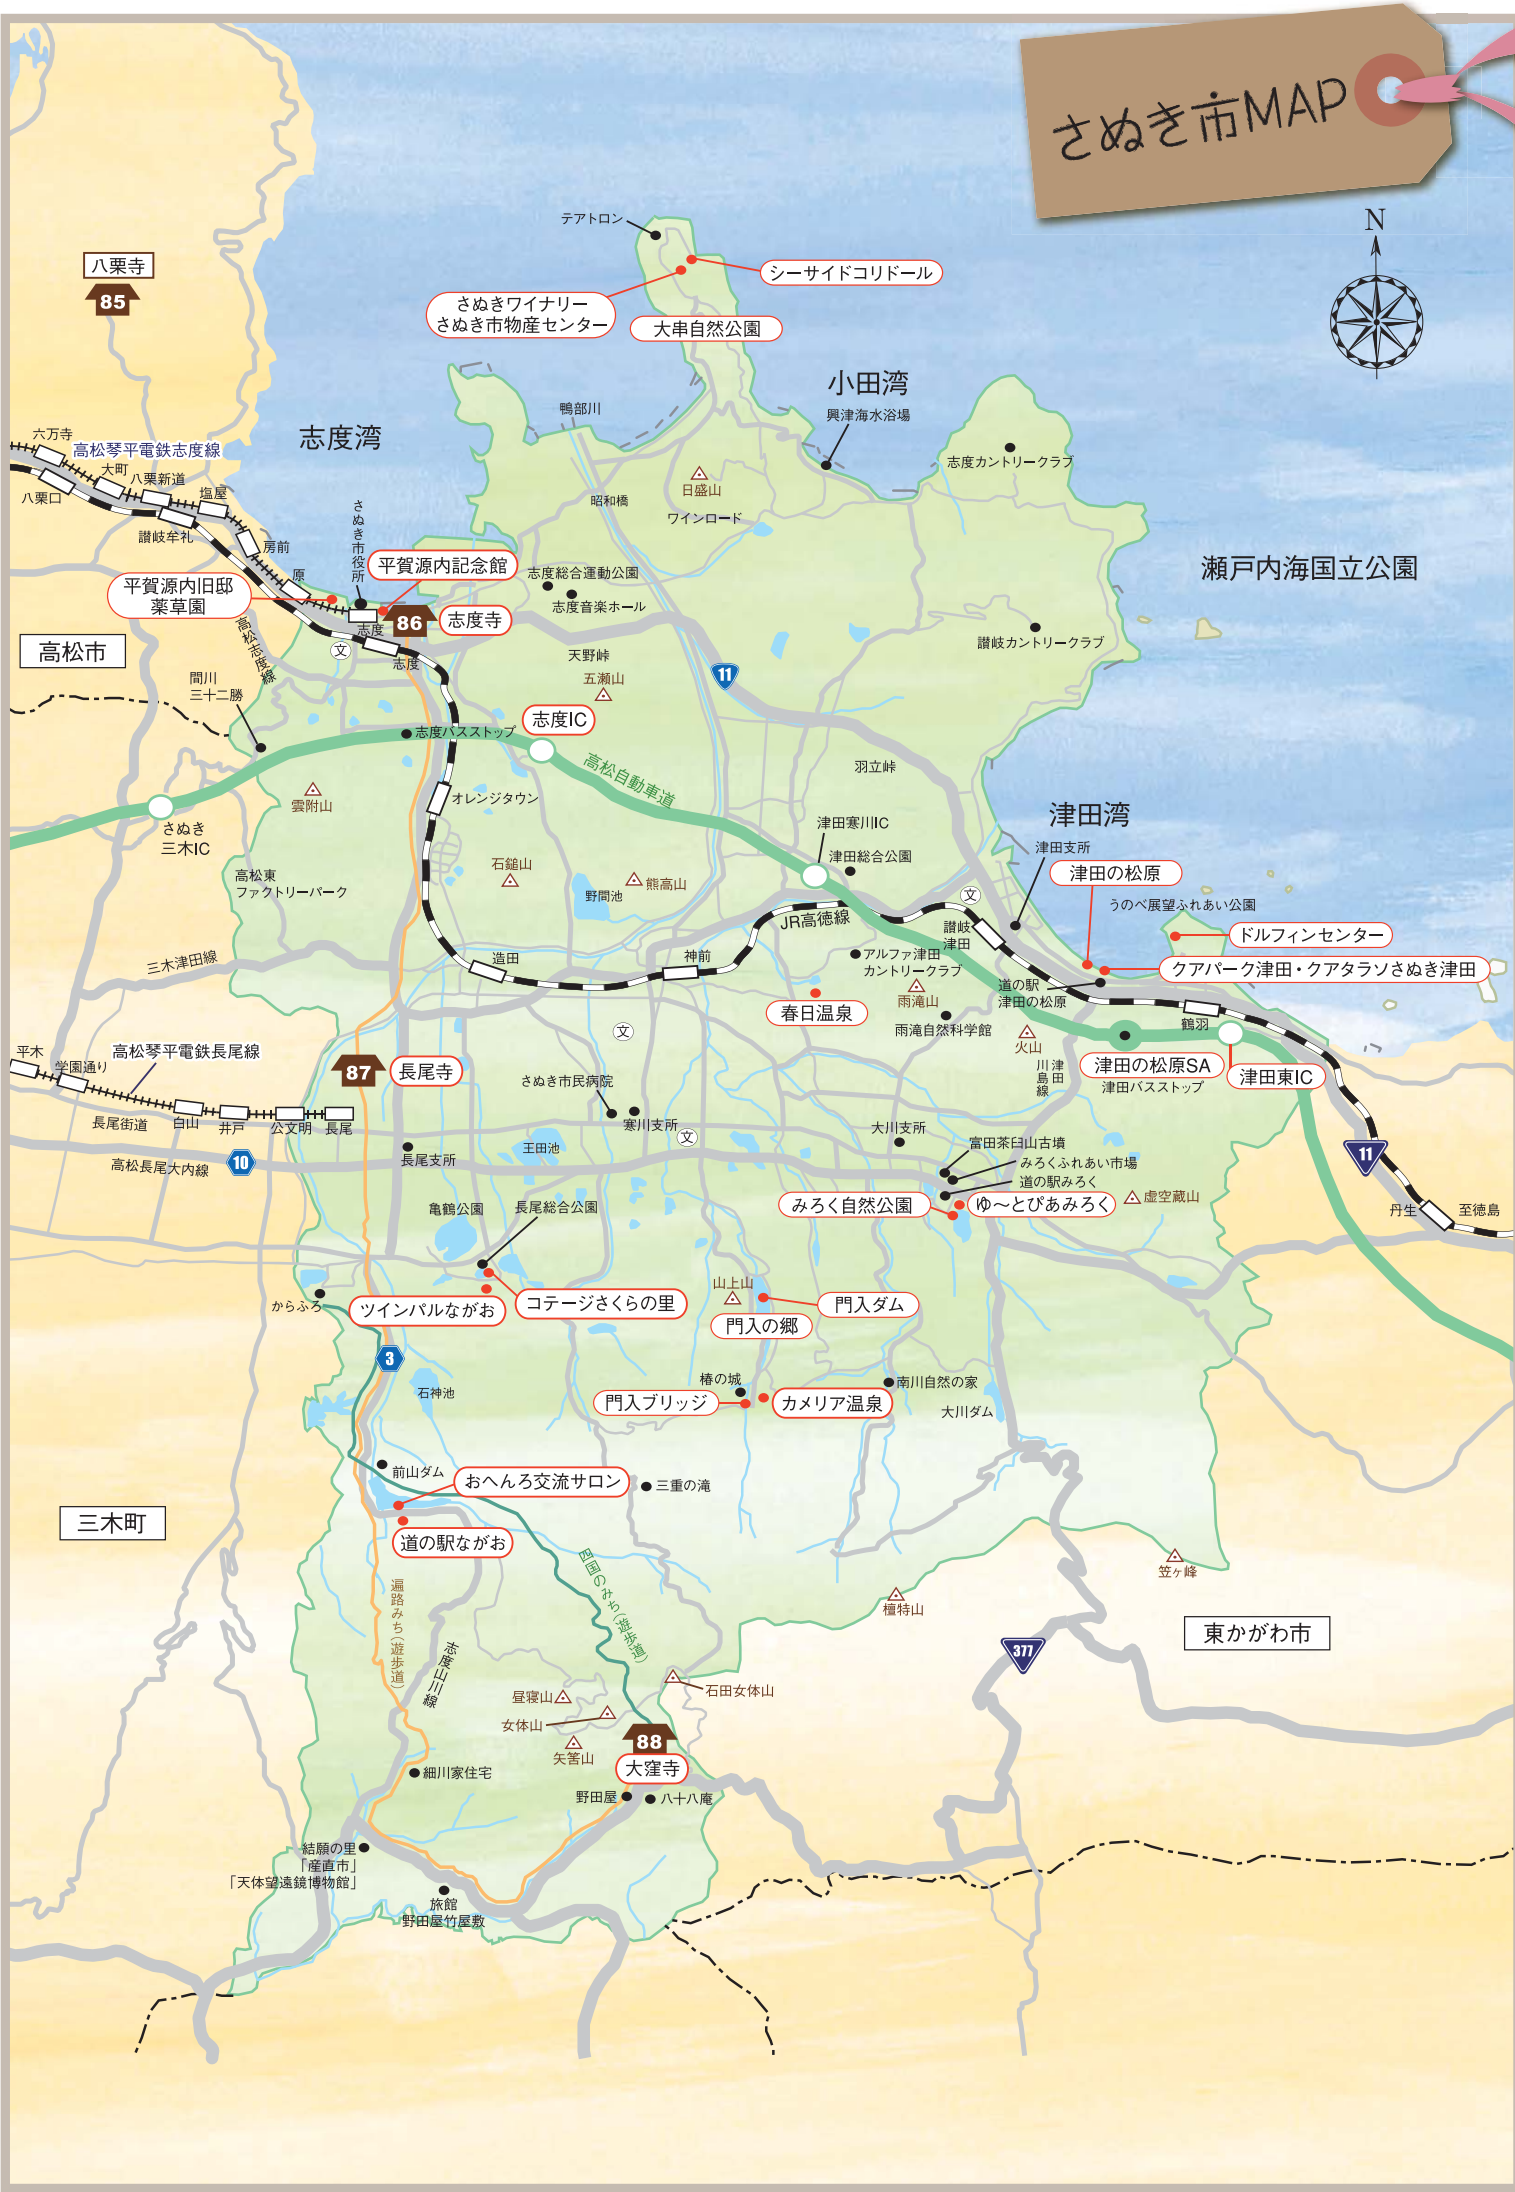 さぬき市MAP
N
テアトロン
八栗寺
85
シーサイドコリドール
さぬきワイナリー
さぬき市物産センター
大串自然公園
小田湾
興津海水浴場
鴨部川
志度湾
六万寺
高松琴平電鉄志度線
大町
八栗新道
八栗口
塩屋
讃岐牟礼
房前
原
さぬき市役所
志度カントリークラブ
日盛山
昭和橋
ワインロード
平賀源内記念館
平賀源内旧邸
薬草園
志度総合運動公園
志度音楽ホール
瀬戸内海国立公園
86
志度寺
志度
文
志度
高松志度線
高松市
讃岐カントリークラブ
天野峠
五瀬山
11
間川
三十二勝
志度IC
志度バスストップ
高松自動車道
羽立峠
雲附山
オレンジタウン
さぬき
三木IC
津田湾
津田寒川IC
津田支所
津田総合公園
津田の松原
石鎚山
熊高山
野間池
高松東
ファクトリーパーク
文
うのべ展望ふれあい公園
JR高徳線
讃岐
津田
ドルフィンセンター
三木津田線
造田
神前
アルファ津田
カントリークラブ
クアパーク津田・クアタラソさぬき津田
雨滝山
道の駅
津田の松原
春日温泉
鶴羽
雨滝自然科学館
文
火山
平木
高松琴平電鉄長尾線
学園通り
87
長尾寺
津田の松原SA
津田バスストップ
津田東IC
津田
川島線
さぬき市民病院
寒川支所
長尾街道
白山
井戸
公文明
長尾
大川支所
文
富田茶臼山古墳
王田池
長尾支所
10
高松長尾大内線
11
みろくふれあい市場
道の駅みろく
みろく自然公園
ゆ〜とぴあみろく
虚空蔵山
亀鶴公園
長尾総合公園
丹生
至徳島
からふろ
ツインパルながお
コテージさくらの里
山上山
門入ダム
門入の郷
3
石神池
椿の城
南川自然の家
門入ブリッジ
カメリア温泉
大川ダム
前山ダム
おへんろ交流サロン
三重の滝
三木町
道の駅ながお
四国のみち(遊歩道)
笠ヶ峰
遍路みち(遊歩道)
檀特山
東かがわ市
377
志度山川線
石田女体山
昼寝山
女体山
矢筈山
88
大窪寺
細川家住宅
野田屋
八十八庵
結願の里
「産直市」
「天体望遠鏡博物館」
旅館
野田屋竹屋敷